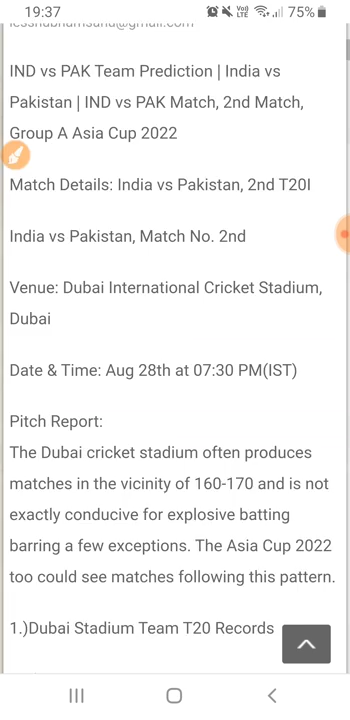 19:37
Vo))
LTE
75%
IND vs PAK Team Prediction | India vs
Pakistan | IND vs PAK Match, 2nd Match,
Group A Asia Cup 2022
Match Details: India vs Pakistan, 2nd T20I
India vs Pakistan, Match No. 2nd
Venue: Dubai International Cricket Stadium,
Dubai
Date & Time: Aug 28th at 07:30 PM(IST)
Pitch Report:
The Dubai cricket stadium often produces
matches in the vicinity of 160-170 and is not
exactly conducive for explosive batting
barring a few exceptions. The Asia Cup 2022
too could see matches following this pattern.
1.)Dubai Stadium Team T20 Records